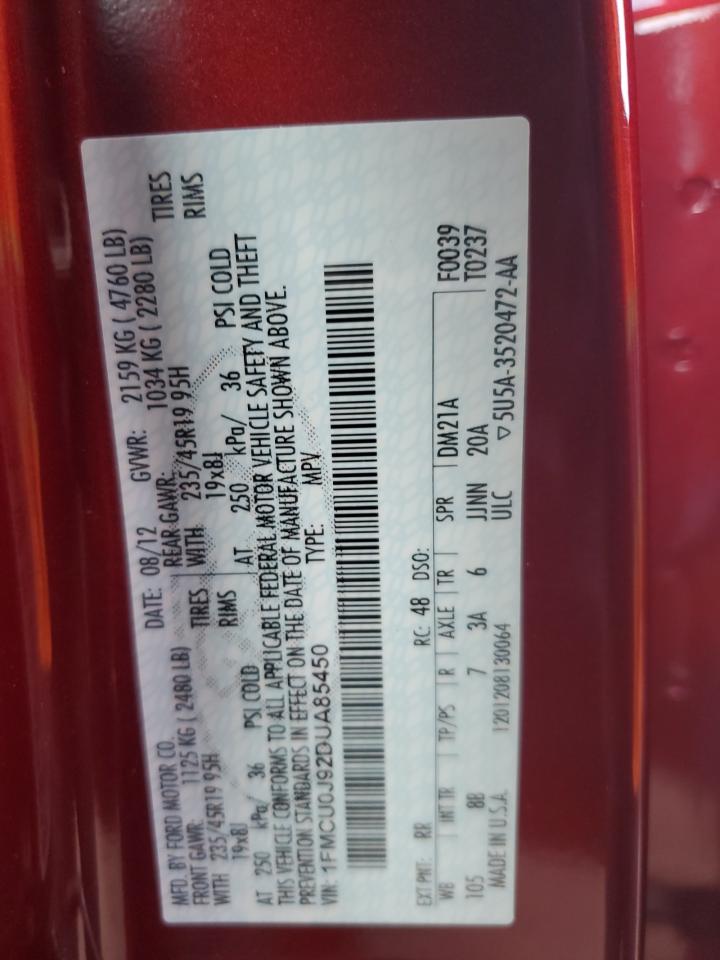 MFD. BY FORD MOTOR CO. DATE: 08/12 GVWR: 2159 KG ( 4760 LB)
FRONT GAWR: 1125 KG ( 2480 LB) REAR GAWR: 1034 KG ( 2280 LB)
WITH 235/45R19 95H TIRES WITH 235/45R19 95H TIRES
19x8J RIMS 19x8J RIMS
AT 250 kPa/ 36 PSI COLD AT 250 kPa/ 36 PSI COLD
THIS VEHICLE CONFORMS TO ALL APPLICABLE FEDERAL MOTOR VEHICLE SAFETY AND THEFT
PREVENTION STANDARDS IN EFFECT ON THE DATE OF MANUFACTURE SHOWN ABOVE.
VIN: 1FMCU0J92DUA85450 TYPE: MPV
EXT PNT: RR RC: 48 DSO: F0039
WB INT TR TP/PS R AXLE TR SPR DM21A T0237
105 8B 7 3A 6 JJNN 20A
MADE IN U.S.A. 1201208130064 ULC ▽5U5A-3520472-AA